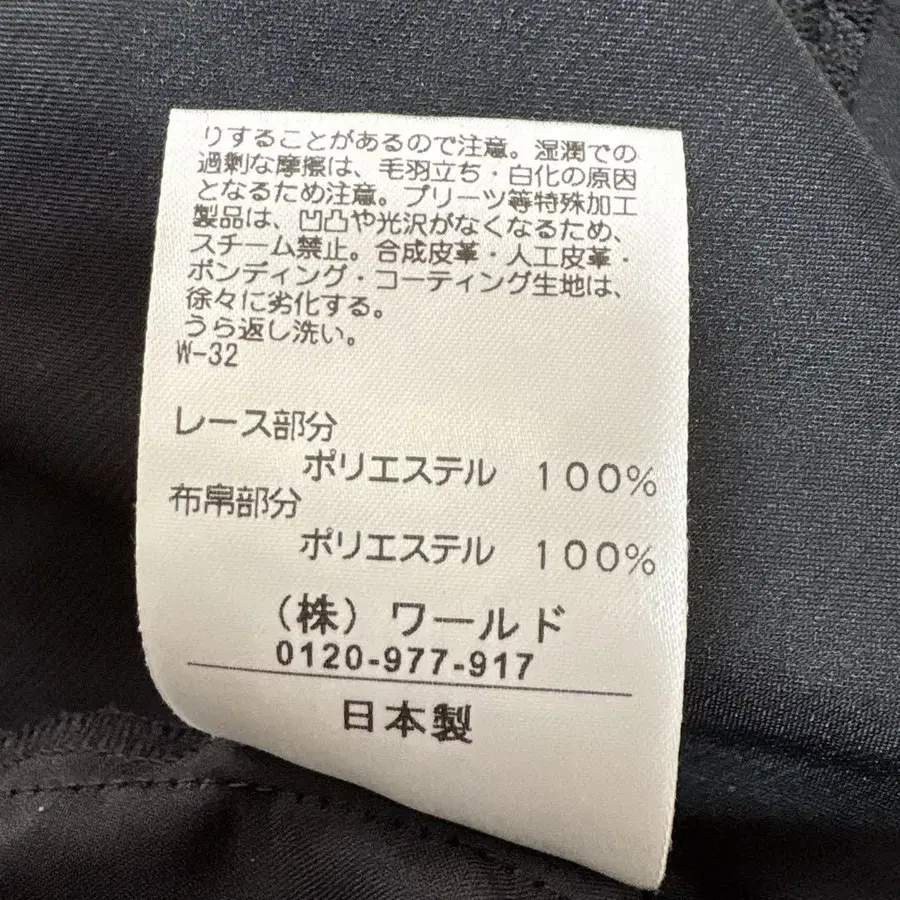 りすることがあるので注意。湿潤での
過剰な摩擦は、毛羽立ち・白化の原因
となるため注意。プリーツ等特殊加工
製品は、凹凸や光沢がなくなるため、
スチーム禁止。合成皮革・人工皮革・
ボンディング・コーティング生地は、
徐々に劣化する。
うら返し洗い。
W-32
レース部分
ポリエステル 100%
布帛部分
ポリエステル 100%
(株) ワールド
0120-977-917
日本製